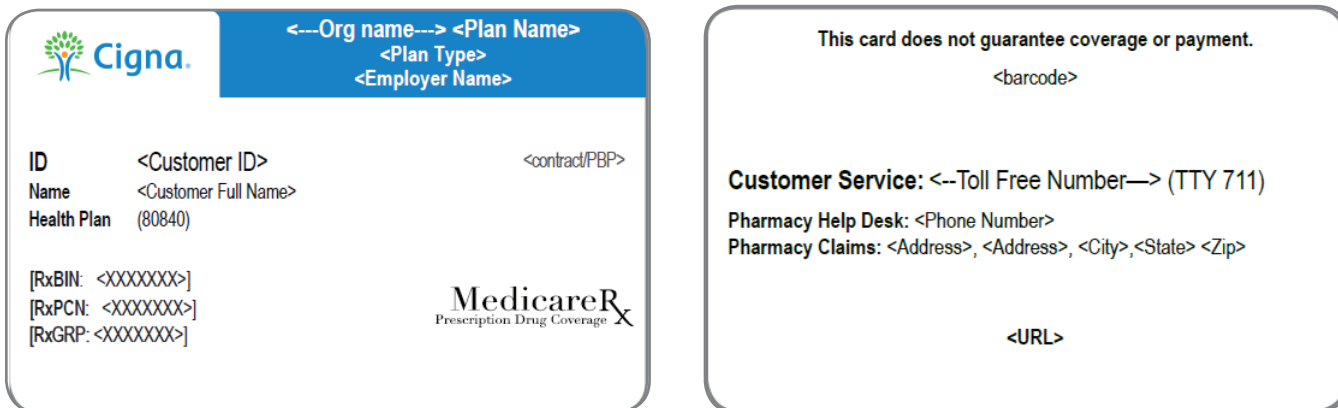 Cigna.
<---Org name---> <Plan Name>
<Plan Type>
<Employer Name>
ID <Customer ID> <contract/PBP>
Name <Customer Full Name>
Health Plan (80840)
[RxBIN: <XXXXXXX>]
[RxPCN: <XXXXXXX>]
[RxGRP: <XXXXXXX>]
MedicareRx
Prescription Drug Coverage
This card does not guarantee coverage or payment.
<barcode>
Customer Service: <--Toll Free Number—> (TTY 711)
Pharmacy Help Desk: <Phone Number>
Pharmacy Claims: <Address>, <Address>, <City>,<State> <Zip>
<URL>